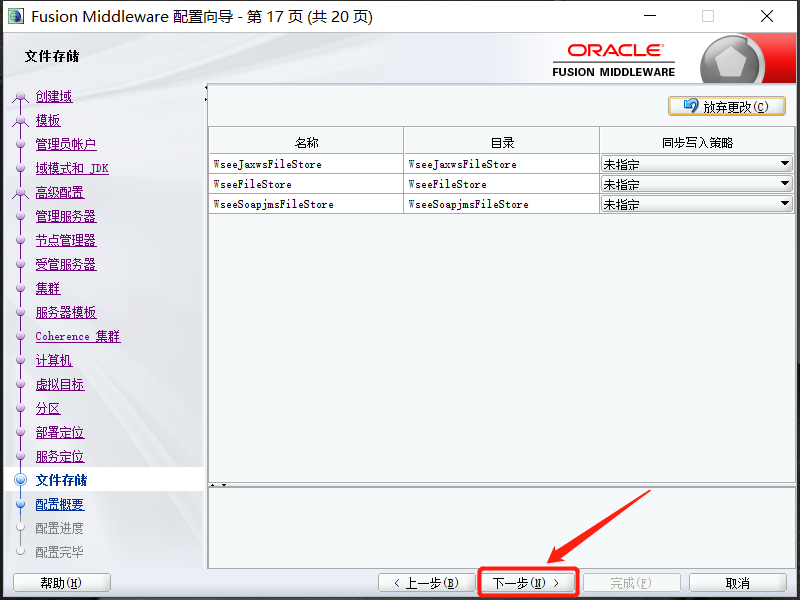 Fusion Middleware 配置向导 - 第 17 页 (共 20 页)
文件存储
ORACLE
FUSION MIDDLEWARE
创建域
模板
管理员帐户
域模式和 JDK
高级配置
管理服务器
节点管理器
受管服务器
集群
服务器模板
Coherence 集群
计算机
虚拟目标
分区
部署定位
服务定位
文件存储
配置概要
配置进度
配置完毕
放弃更改(C)
名称 目录 同步写入策略
WseeJaxwsFileStore WseeJaxwsFileStore 未指定
WseeFileStore WseeFileStore 未指定
WseeSoapjmsFileStore WseeSoapjmsFileStore 未指定
帮助(H) < 上一步(B) 下一步(N) > 完成(F) 取消